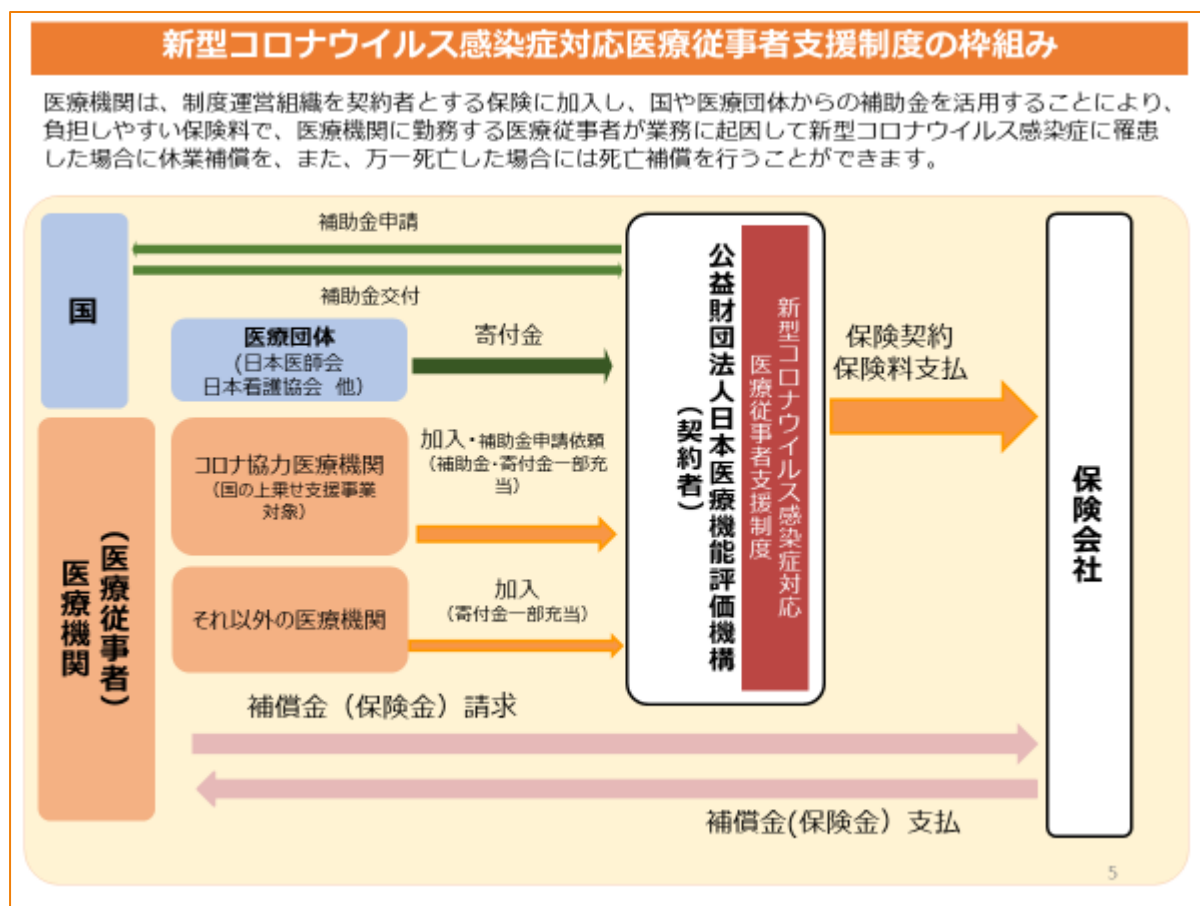 新型コロナウイルス感染症対応医療従事者支援制度の枠組み
医療機関は、制度運営組織を契約者とする保険に加入し、国や医療団体からの補助金を活用することにより、
負担しやすい保険料で、医療機関に勤務する医療従事者が業務に起因して新型コロナウイルス感染症に罹患
した場合に休業補償を、また、万一死亡した場合には死亡補償を行うことができます。
国
補助金申請
補助金交付
医療団体
(日本医師会
日本看護協会 他)
寄付金
医療機関
(医療従事者)
コロナ協力医療機関
(国の上乗せ支援事業
対象)
加入・補助金申請依頼
(補助金・寄付金一部充
当)
それ以外の医療機関
加入
(寄付金一部充当)
公益財団法人日本医療機能評価機構
(契約者)
新型コロナウイルス感染症対応
医療従事者支援制度
保険契約
保険料支払
保険会社
補償金(保険金)請求
補償金(保険金)支払
5